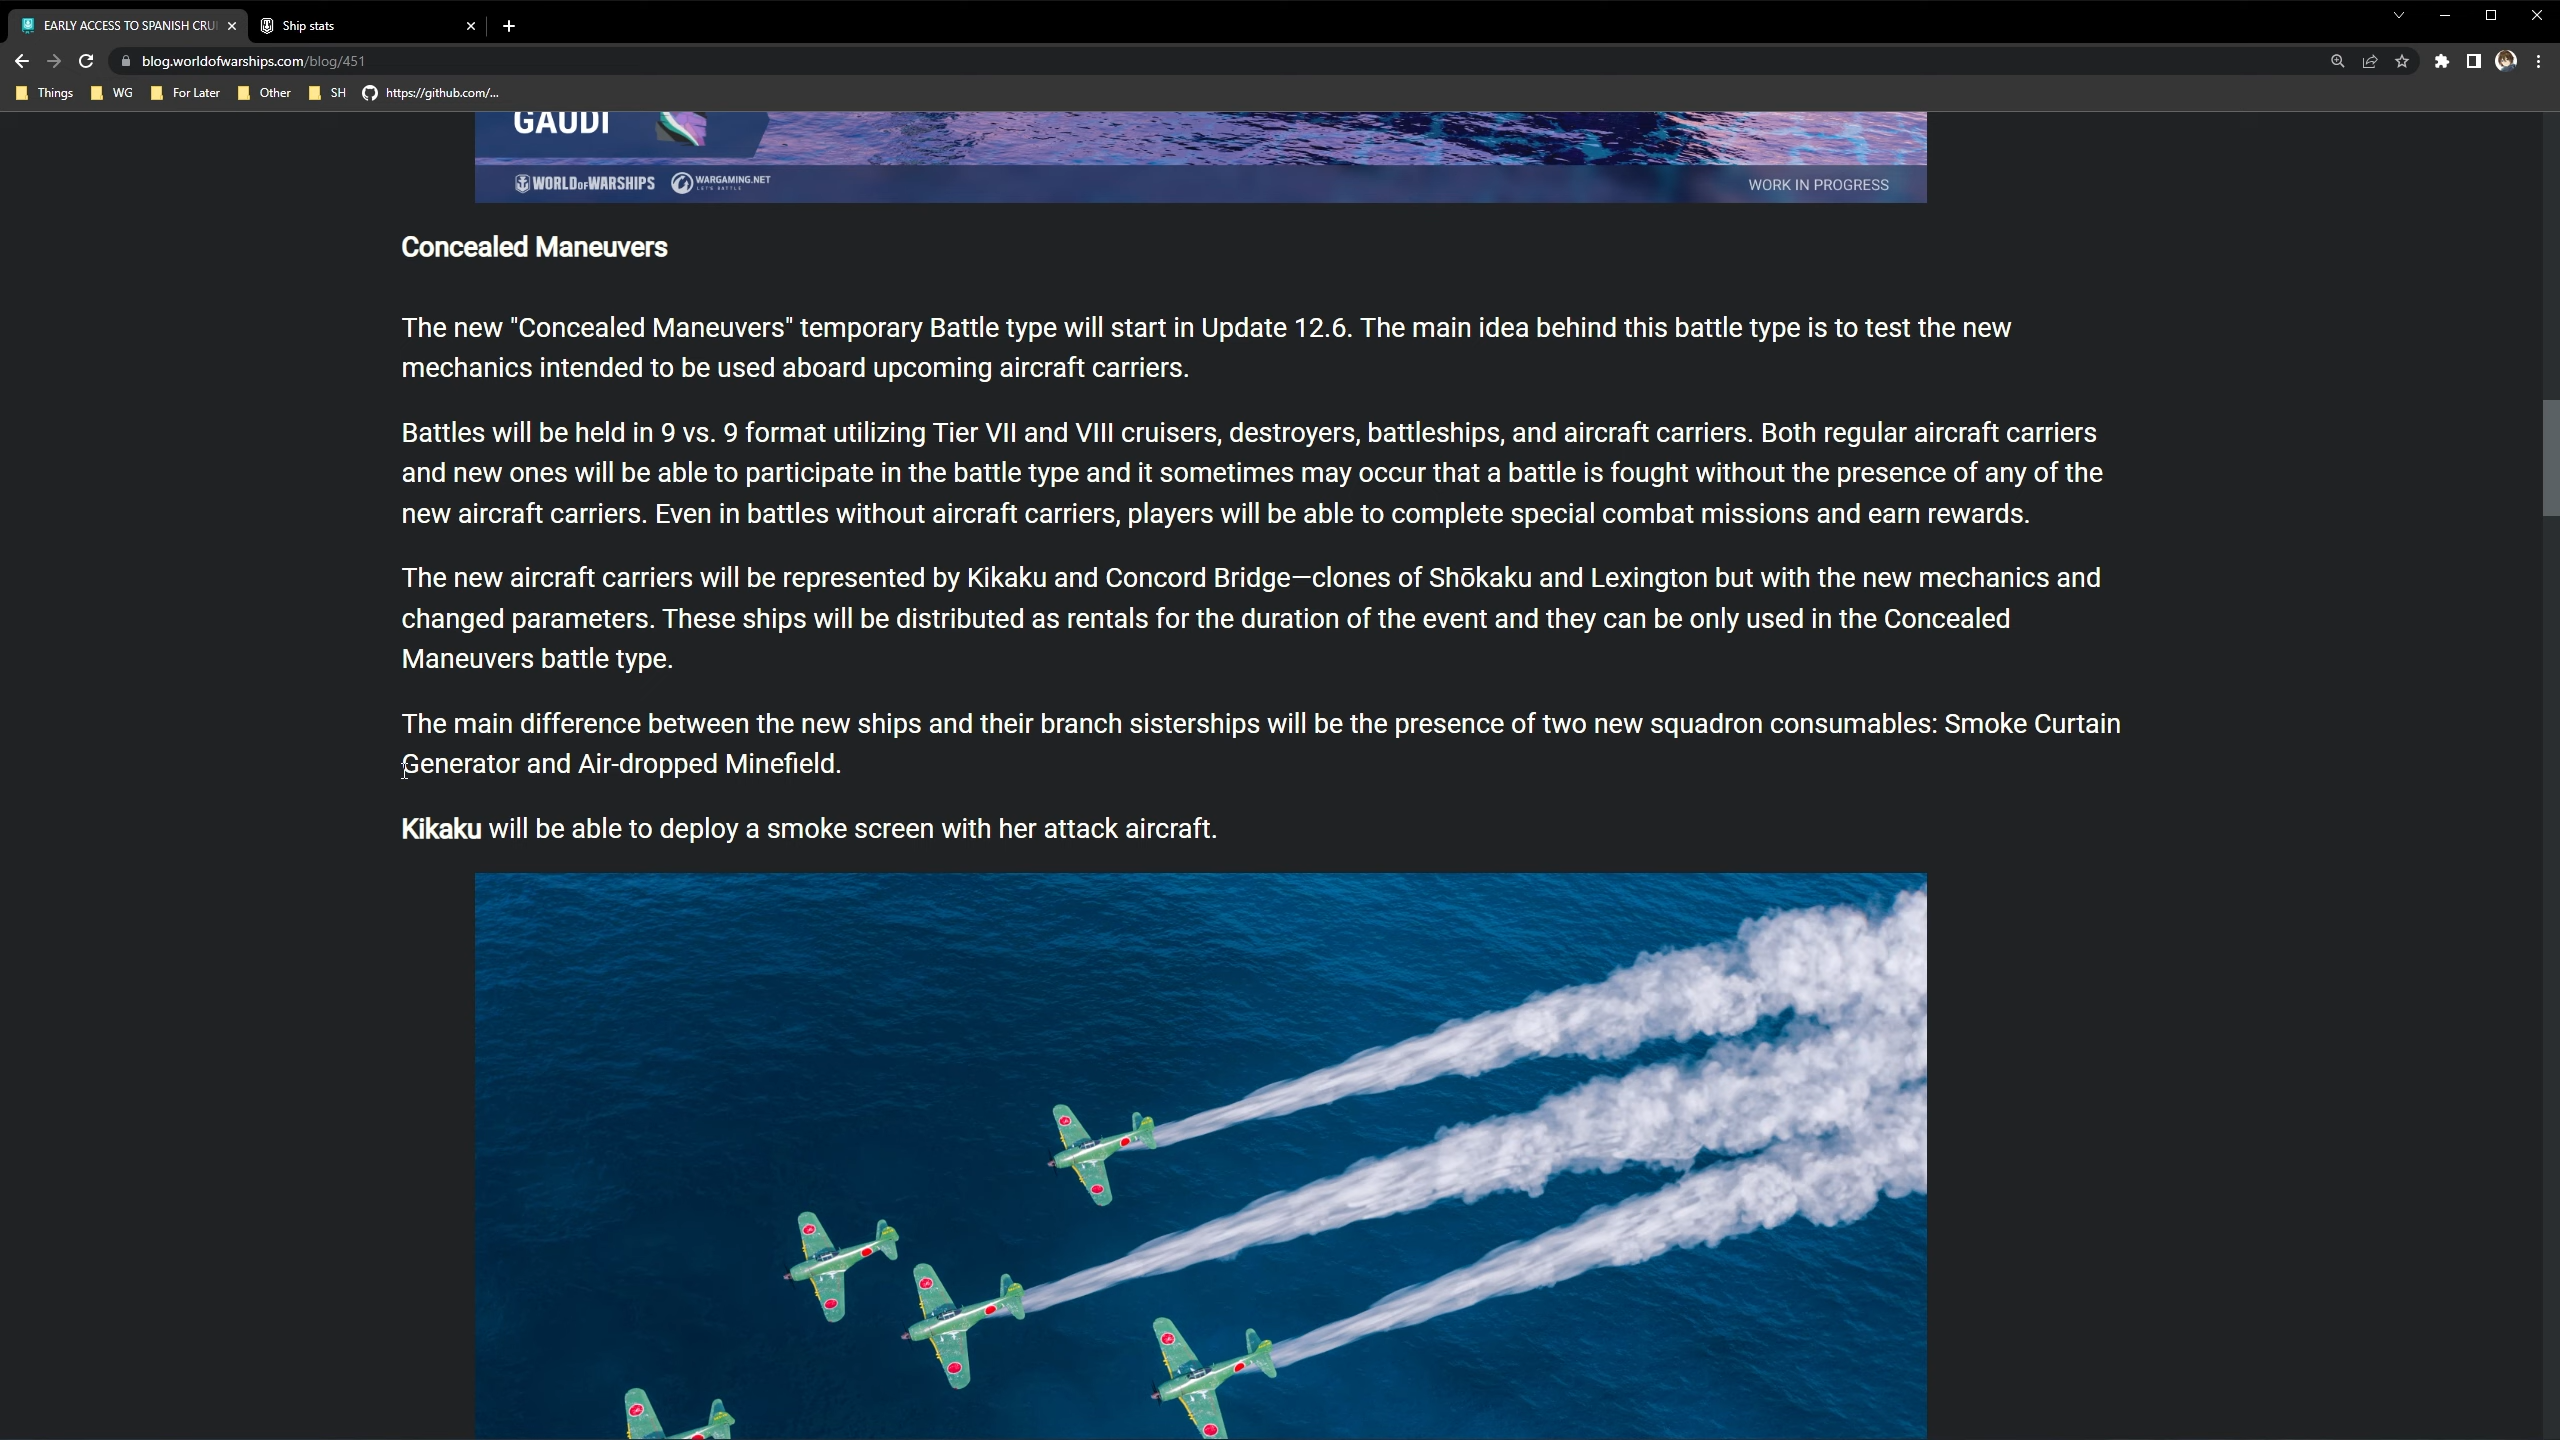 EARLY ACCESS TO SPANISH CRU
Ship stats
blog.worldofwarships.com/blog/451
Things
WG
For Later
Other
SH
https://github.com/...
GAUDI
WORLD OF WARSHIPS
WARGAMING.NET
LET'S BATTLE
WORK IN PROGRESS
Concealed Maneuvers
The new "Concealed Maneuvers" temporary Battle type will start in Update 12.6. The main idea behind this battle type is to test the new
mechanics intended to be used aboard upcoming aircraft carriers.
Battles will be held in 9 vs. 9 format utilizing Tier VII and VIII cruisers, destroyers, battleships, and aircraft carriers. Both regular aircraft carriers
and new ones will be able to participate in the battle type and it sometimes may occur that a battle is fought without the presence of any of the
new aircraft carriers. Even in battles without aircraft carriers, players will be able to complete special combat missions and earn rewards.
The new aircraft carriers will be represented by Kikaku and Concord Bridge—clones of Shōkaku and Lexington but with the new mechanics and
changed parameters. These ships will be distributed as rentals for the duration of the event and they can be only used in the Concealed
Maneuvers battle type.
The main difference between the new ships and their branch sisterships will be the presence of two new squadron consumables: Smoke Curtain
Generator and Air-dropped Minefield.
Kikaku will be able to deploy a smoke screen with her attack aircraft.